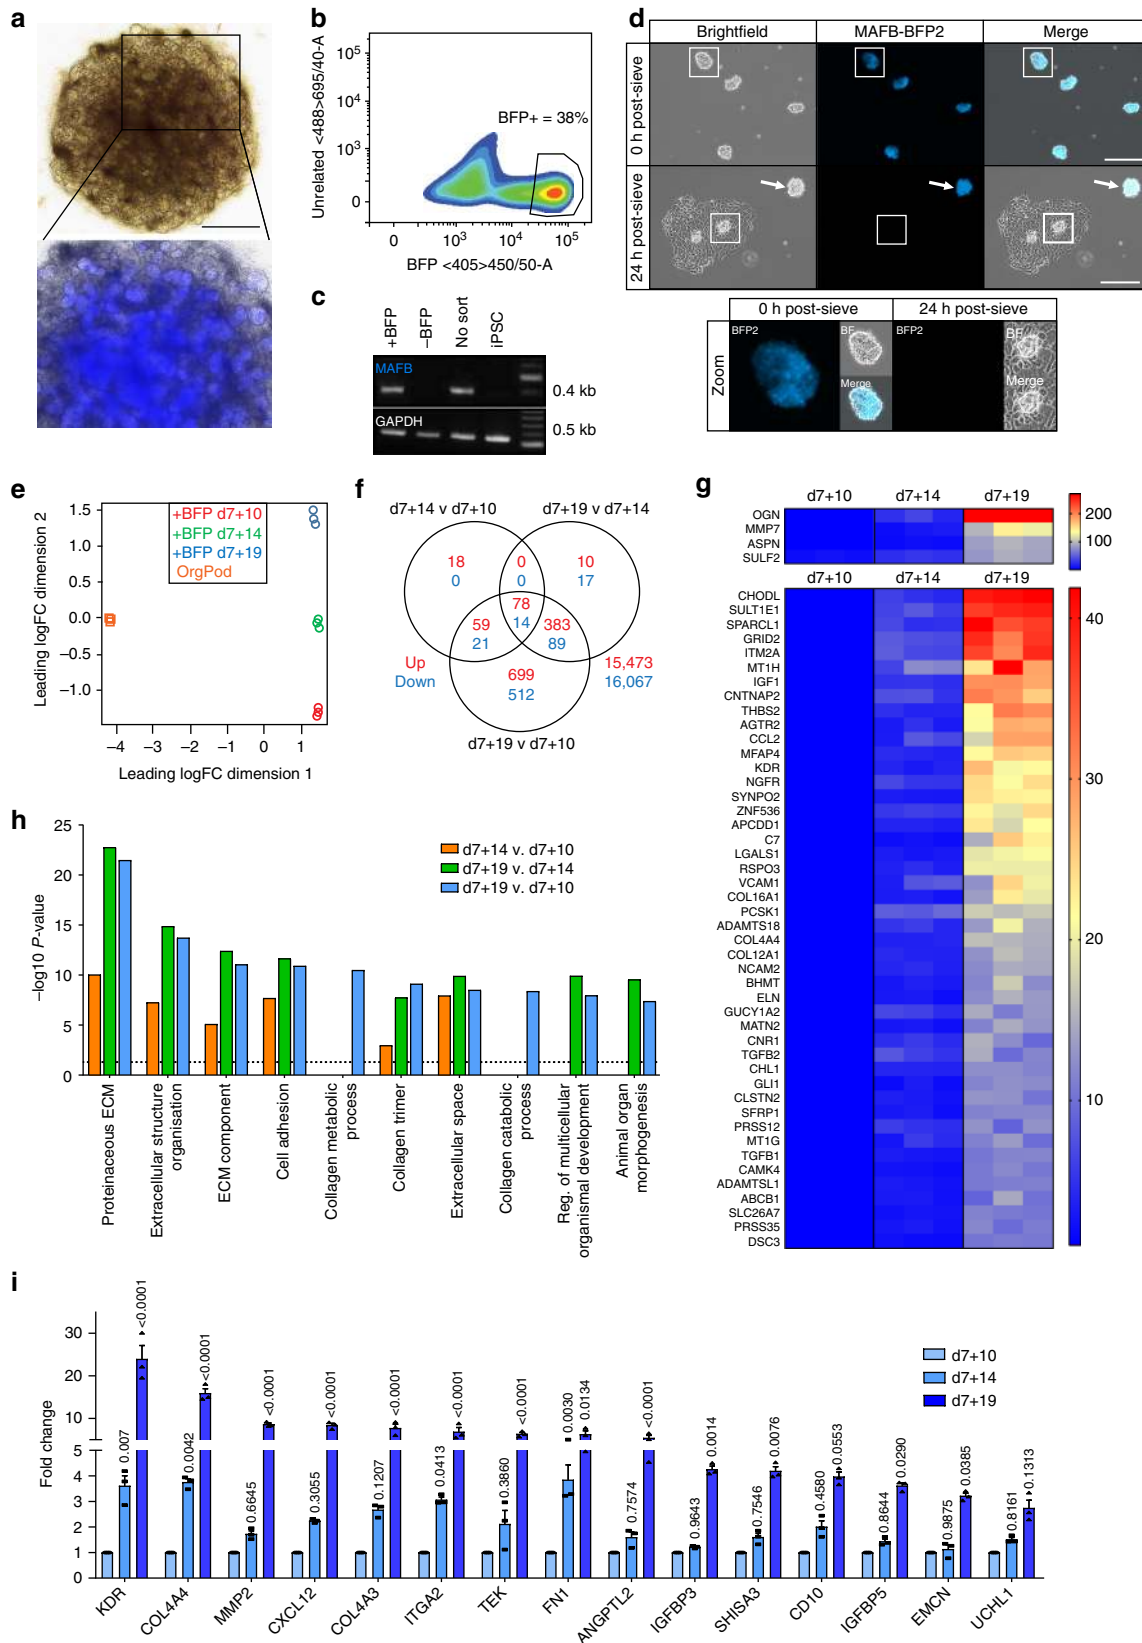 a
b
Unrelated <488>695/40-A
10⁵
10⁴
10³
0
BFP+ = 38%
0
10³
10⁴
10⁵
BFP <405>450/50-A
c
+BFP
–BFP
No sort
iPSC
MAFB
0.4 kb
GAPDH
0.5 kb
d
Brightfield
MAFB-BFP2
Merge
0 h post-sieve
24 h post-sieve
0 h post-sieve
24 h post-sieve
Zoom
BFP2
BF
Merge
BFP2
BF
Merge
e
Leading logFC dimension 2
1.5
1.0
0.5
0.0
–0.5
–1.0
+BFP d7+10
+BFP d7+14
+BFP d7+19
OrgPod
–4
–3
–2
–1
0
1
Leading logFC dimension 1
f
d7+14 v d7+10
d7+19 v d7+14
18
0
0
0
10
17
78
14
59
21
383
89
Up
Down
699
512
15,473
16,067
d7+19 v d7+10
g
d7+10
d7+14
d7+19
OGN
MMP7
ASPN
SULF2
200
100
d7+10
d7+14
d7+19
CHODL
SULT1E1
SPARCL1
GRID2
ITM2A
MT1H
IGF1
CNTNAP2
THBS2
AGTR2
CCL2
MFAP4
KDR
NGFR
SYNPO2
ZNF536
APCDD1
C7
LGALS1
RSPO3
VCAM1
COL16A1
PCSK1
ADAMTS18
COL4A4
COL12A1
NCAM2
BHMT
ELN
GUCY1A2
MATN2
CNR1
TGFB2
CHL1
GLI1
CLSTN2
SFRP1
PRSS12
MT1G
TGFB1
CAMK4
ADAMTSL1
ABCB1
SLC26A7
PRSS35
DSC3
40
30
20
10
h
–log10 P-value
25
20
15
10
5
0
d7+14 v. d7+10
d7+19 v. d7+14
d7+19 v. d7+10
Proteinaceous ECM
Extracellular structure
organisation
ECM component
Cell adhesion
Collagen metabolic
process
Collagen trimer
Extracellular space
Collagen catabolic
process
Reg. of multicellular
organismal development
Animal organ
morphogenesis
i
Fold change
30
20
10
5
4
3
2
1
0
0.007
<0.0001
0.0042
<0.0001
0.6645
<0.0001
0.3055
<0.0001
0.1207
<0.0001
0.0413
<0.0001
0.3860
<0.0001
0.0030
0.0134
0.7574
<0.0001
0.9643
0.0014
0.7546
0.0076
0.4580
0.0553
0.8644
0.0290
0.9875
0.0385
0.8161
0.1313
d7+10
d7+14
d7+19
KDR
COL4A4
MMP2
CXCL12
COL4A3
ITGA2
TEK
FN1
ANGPTL2
IGFBP3
SHISA3
CD10
IGFBP5
EMCN
UCHL1